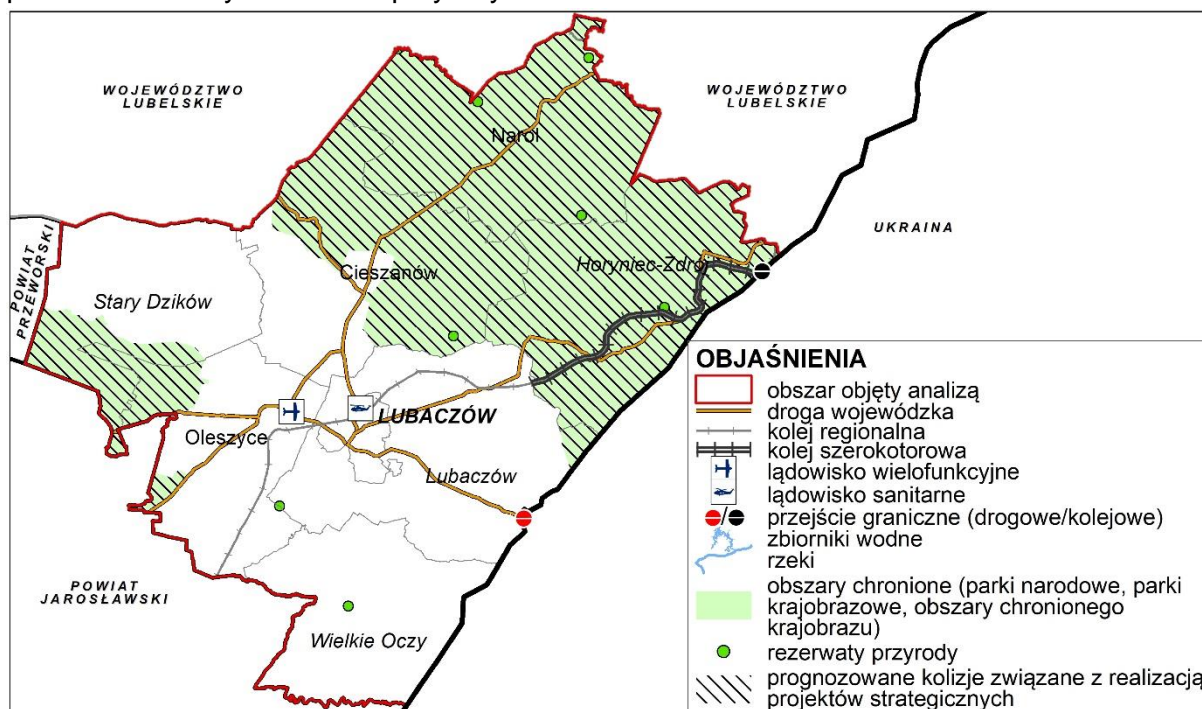 WOJEWÓDZTWO
LUBELSKIE
WOJEWÓDZTWO
LUBELSKIE
Narol
UKRAINA
POWIAT
PRZEWORSKI
Horyniec-Zdrój
Cieszanów
Stary Dzików
LUBACZÓW
Oleszyce
Lubaczów
POWIAT
JAROSŁAWSKI
Wielkie Oczy
OBJAŚNIENIA
obszar objęty analizą
droga wojewódzka
kolej regionalna
kolej szerokotorowa
lądowisko wielofunkcyjne
lądowisko sanitarne
/
przejście graniczne (drogowe/kolejowe)
zbiorniki wodne
rzeki
obszary chronione (parki narodowe, parki
krajobrazowe, obszary chronionego
krajobrazu)
rezerwaty przyrody
prognozowane kolizje związane z realizacją
projektów strategicznych